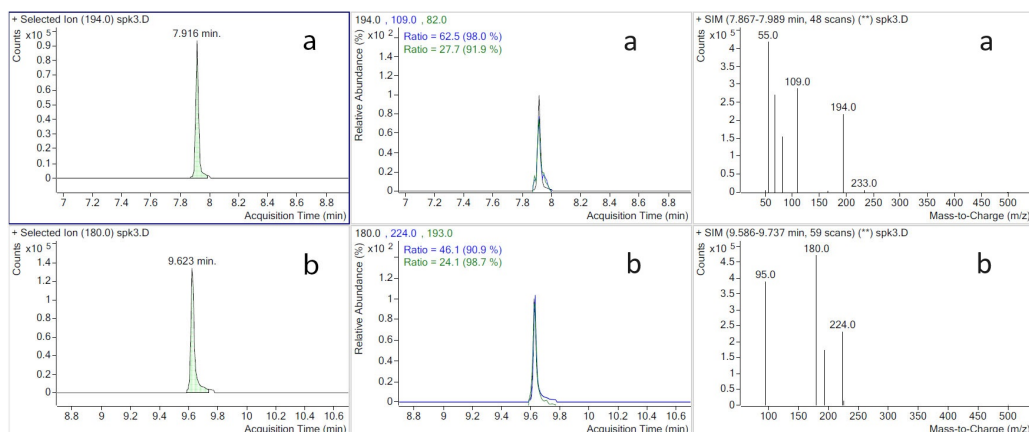 + Selected Ion (194.0) spk3.D
Counts
x10 5
7.916 min.
a
0.9
0.8
0.7
0.6
0.5
0.4
0.3
0.2
0.1
0
7 7.2 7.4 7.6 7.8 8 8.2 8.4 8.6 8.8
Acquisition Time (min)
194.0 , 109.0 , 82.0
Relative Abundance (%)
x10 2
Ratio = 62.5 (98.0 %)
Ratio = 27.7 (91.9 %)
a
1.4
1.2
1
0.8
0.6
0.4
0.2
0
7 7.2 7.4 7.6 7.8 8 8.2 8.4 8.6 8.8
Acquisition Time (min)
+ SIM (7.867-7.989 min, 48 scans) (**) spk3.D
Counts
x10 5
55.0
109.0
194.0
233.0
a
4
3.5
3
2.5
2
1.5
1
0.5
0
50 100 150 200 250 300 350 400 450 500
Mass-to-Charge (m/z)
+ Selected Ion (180.0) spk3.D
Counts
x10 5
9.623 min.
b
1.4
1.2
1
0.8
0.6
0.4
0.2
0
8.8 9 9.2 9.4 9.6 9.8 10 10.2 10.4 10.6
Acquisition Time (min)
180.0 , 224.0 , 193.0
Relative Abundance (%)
x10 2
Ratio = 46.1 (90.9 %)
Ratio = 24.1 (98.7 %)
b
1.4
1.2
1
0.8
0.6
0.4
0.2
0
8.8 9 9.2 9.4 9.6 9.8 10 10.2 10.4 10.6
Acquisition Time (min)
+ SIM (9.586-9.737 min, 59 scans) (**) spk3.D
Counts
x10 5
180.0
95.0
224.0
b
4.5
4
3.5
3
2.5
2
1.5
1
0.5
0
100 150 200 250 300 350 400 450 500
Mass-to-Charge (m/z)